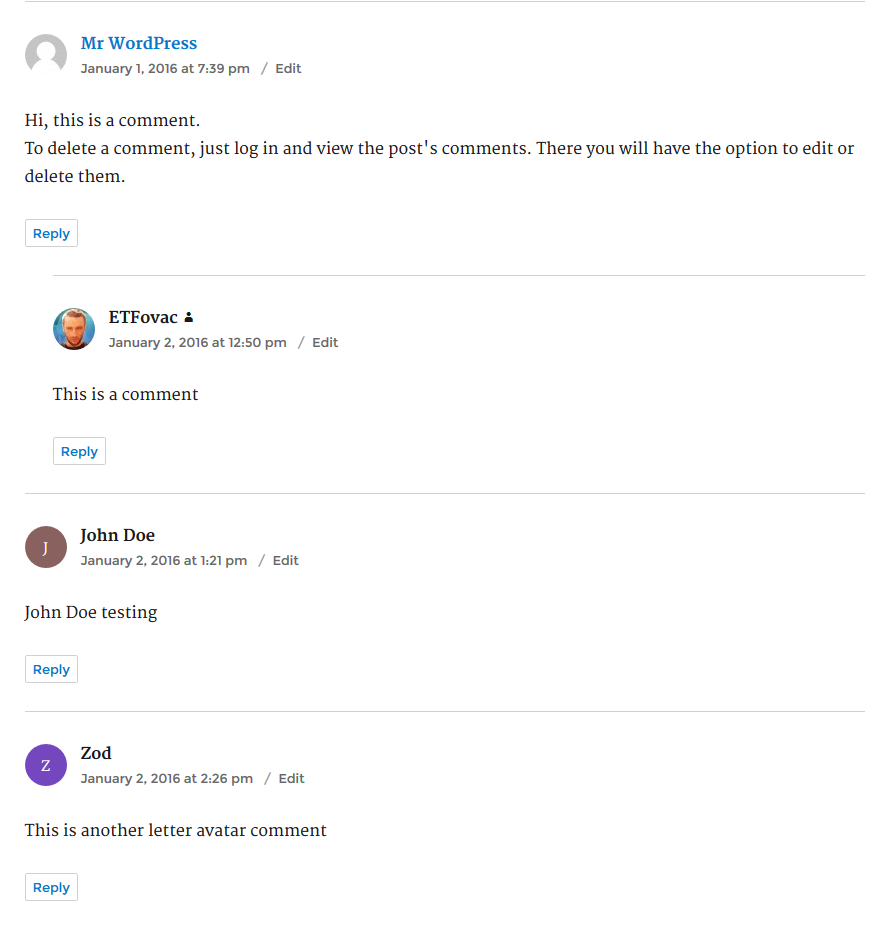 Mr WordPress
January 1, 2016 at 7:39 pm / Edit
Hi, this is a comment.
To delete a comment, just log in and view the post's comments. There you will have the option to edit or
delete them.
Reply
ETFovac
January 2, 2016 at 12:50 pm / Edit
This is a comment
Reply
J
John Doe
January 2, 2016 at 1:21 pm / Edit
John Doe testing
Reply
Z
Zod
January 2, 2016 at 2:26 pm / Edit
This is another letter avatar comment
Reply